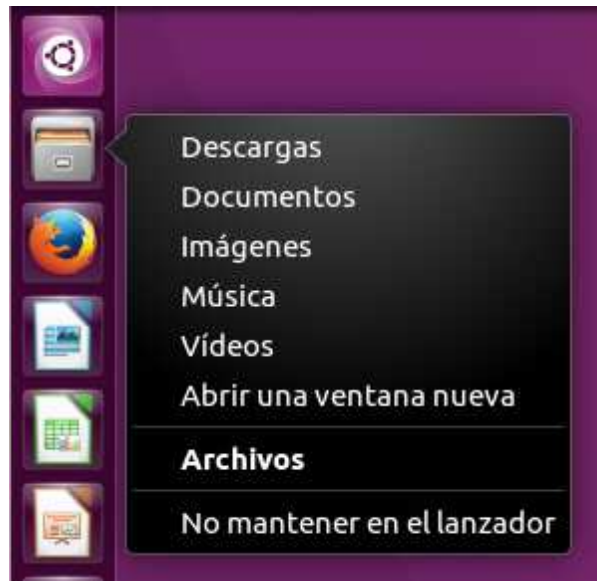 Descargas
Documentos
Imágenes
Música
Vídeos
Abrir una ventana nueva
Archivos
No mantener en el lanzador